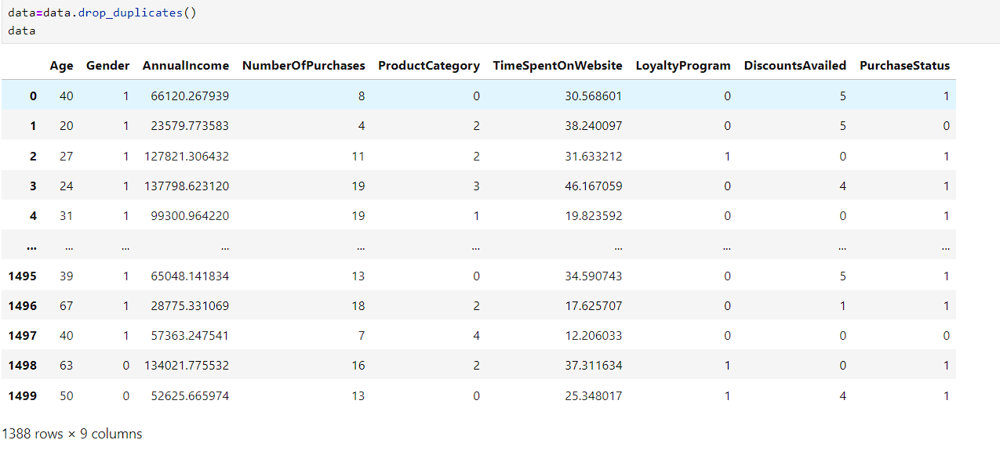 data=data.drop_duplicates()
data
Age Gender AnnualIncome NumberOfPurchases ProductCategory TimeSpentOnWebsite LoyaltyProgram DiscountsAvailed PurchaseStatus
0 40 1 66120.267939 8 0 30.568601 0 5 1
1 20 1 23579.773583 4 2 38.240097 0 5 0
2 27 1 127821.306432 11 2 31.633212 1 0 1
3 24 1 137798.623120 19 3 46.167059 0 4 1
4 31 1 99300.964220 19 1 19.823592 0 0 1
... ... ... ... ... ... ... ... ... ...
1495 39 1 65048.141834 13 0 34.590743 0 5 1
1496 67 1 28775.331069 18 2 17.625707 0 1 1
1497 40 1 57363.247541 7 4 12.206033 0 0 0
1498 63 0 134021.775532 16 2 37.311634 1 0 1
1499 50 0 52625.665974 13 0 25.348017 1 4 1
1388 rows × 9 columns